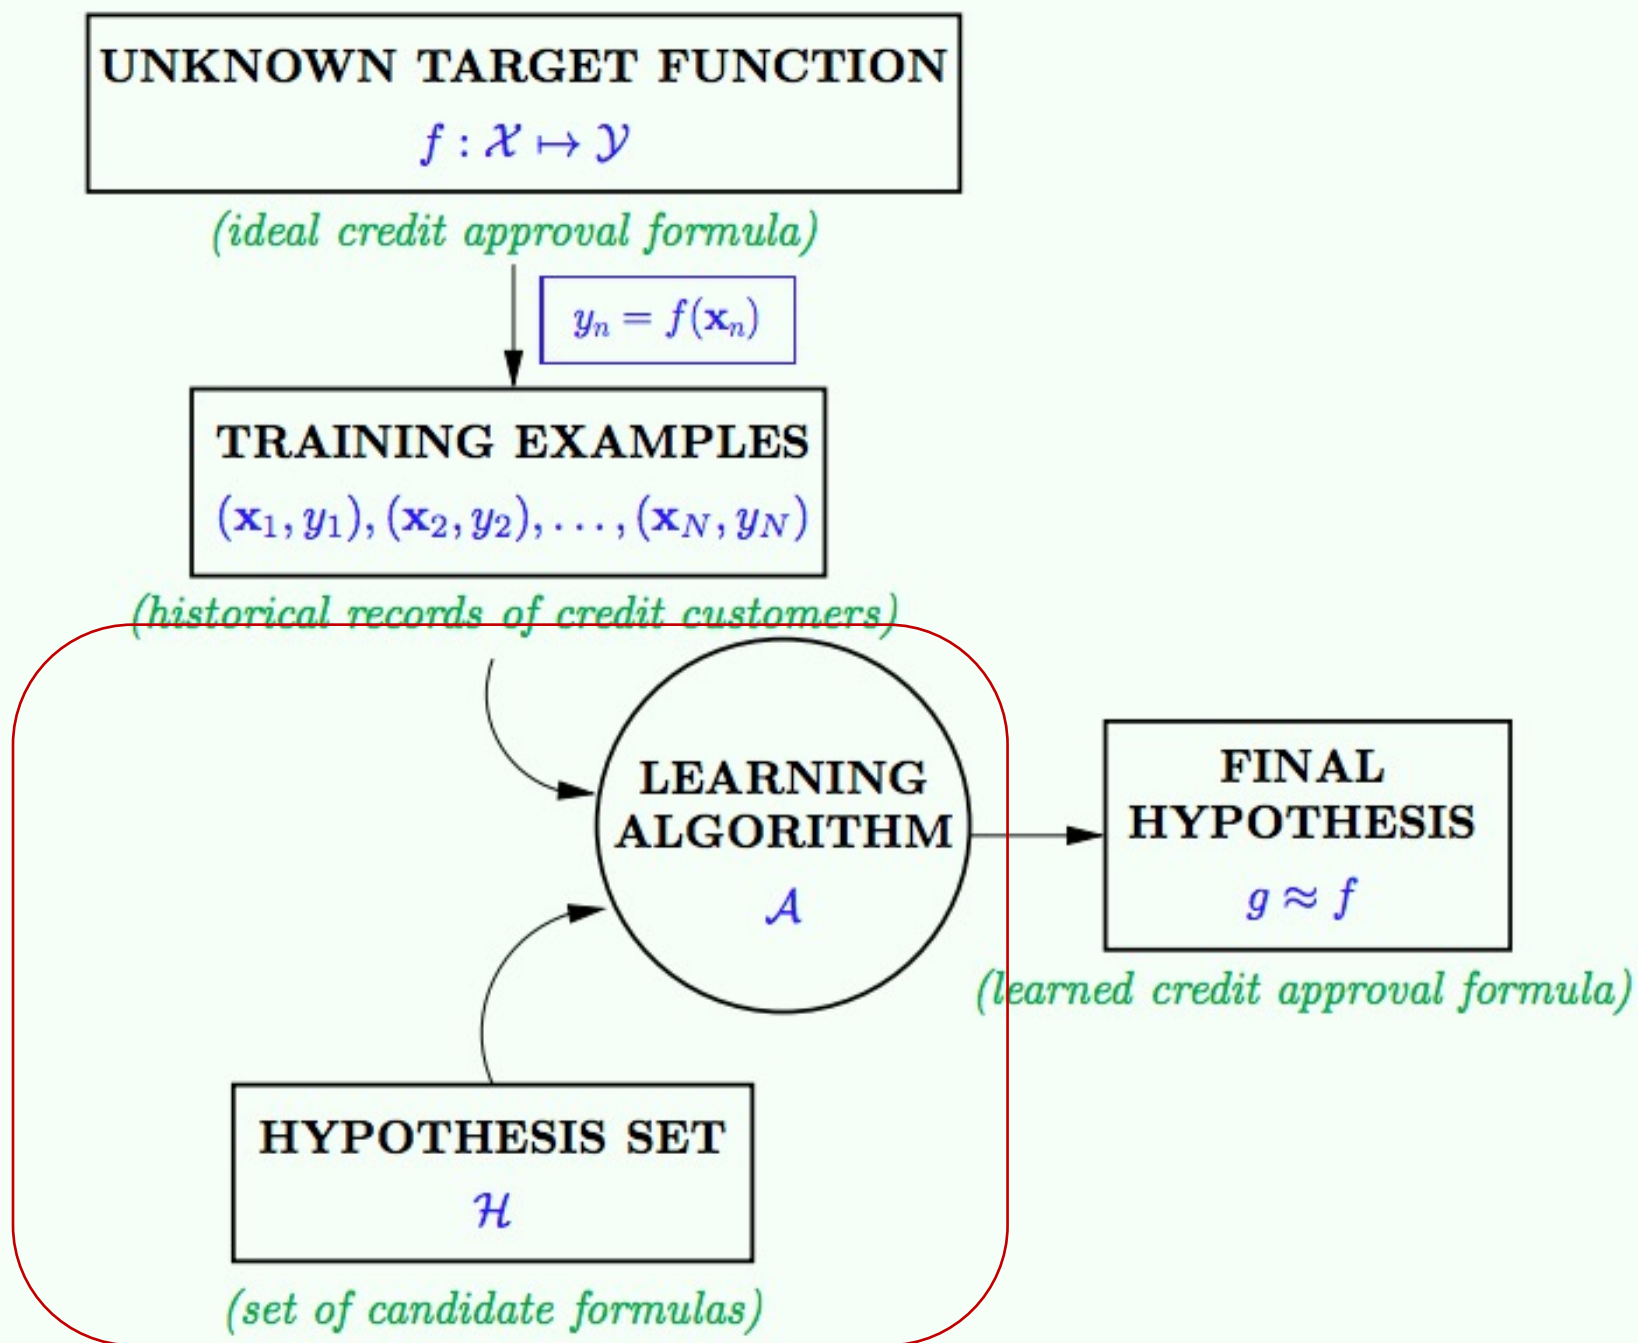 UNKNOWN TARGET FUNCTION
f : 𝒳 ↦ 𝒴
(ideal credit approval formula)
yₙ = f(𝐱ₙ)
TRAINING EXAMPLES
(𝐱₁, y₁), (𝐱₂, y₂), . . . , (𝐱_N, y_N)
(historical records of credit customers)
LEARNING
ALGORITHM
𝒜
FINAL
HYPOTHESIS
g ≈ f
(learned credit approval formula)
HYPOTHESIS SET
ℋ
(set of candidate formulas)